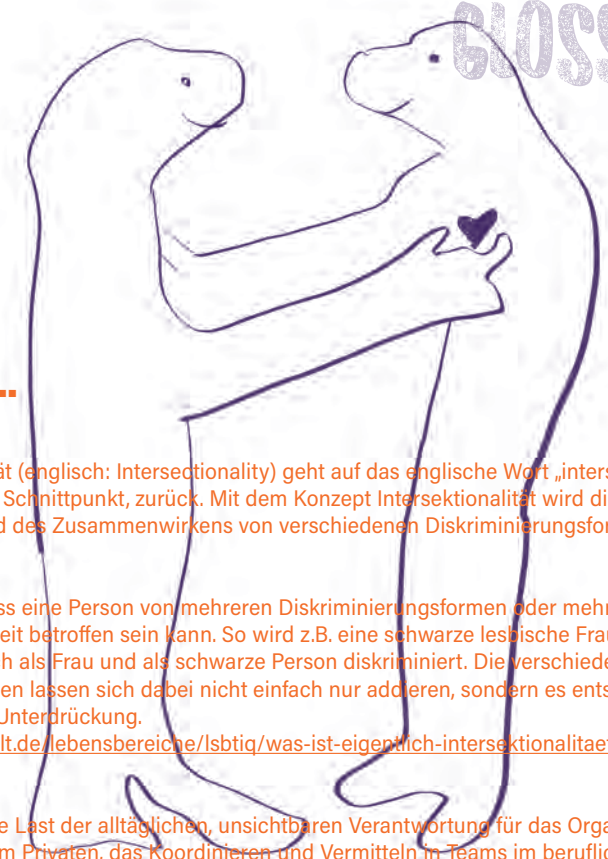 GLOSS
ät (englisch: Intersectionality) geht auf das englische Wort „inters
Schnittpunkt, zurück. Mit dem Konzept Intersektionalität wird di
d des Zusammenwirkens von verschiedenen Diskriminierungsfor
ss eine Person von mehreren Diskriminierungsformen oder mehr
eit betroffen sein kann. So wird z.B. eine schwarze lesbische Frau
ch als Frau und als schwarze Person diskriminiert. Die verschiede
en lassen sich dabei nicht einfach nur addieren, sondern es ents
Unterdrückung.
lt.de/lebensbereiche/lsbtiq/was-ist-eigentlich-intersektionalitaet
e Last der alltäglichen, unsichtbaren Verantwortung für das Orga
m Privaten, das Koordinieren und Vermitteln in Teams im beruflic